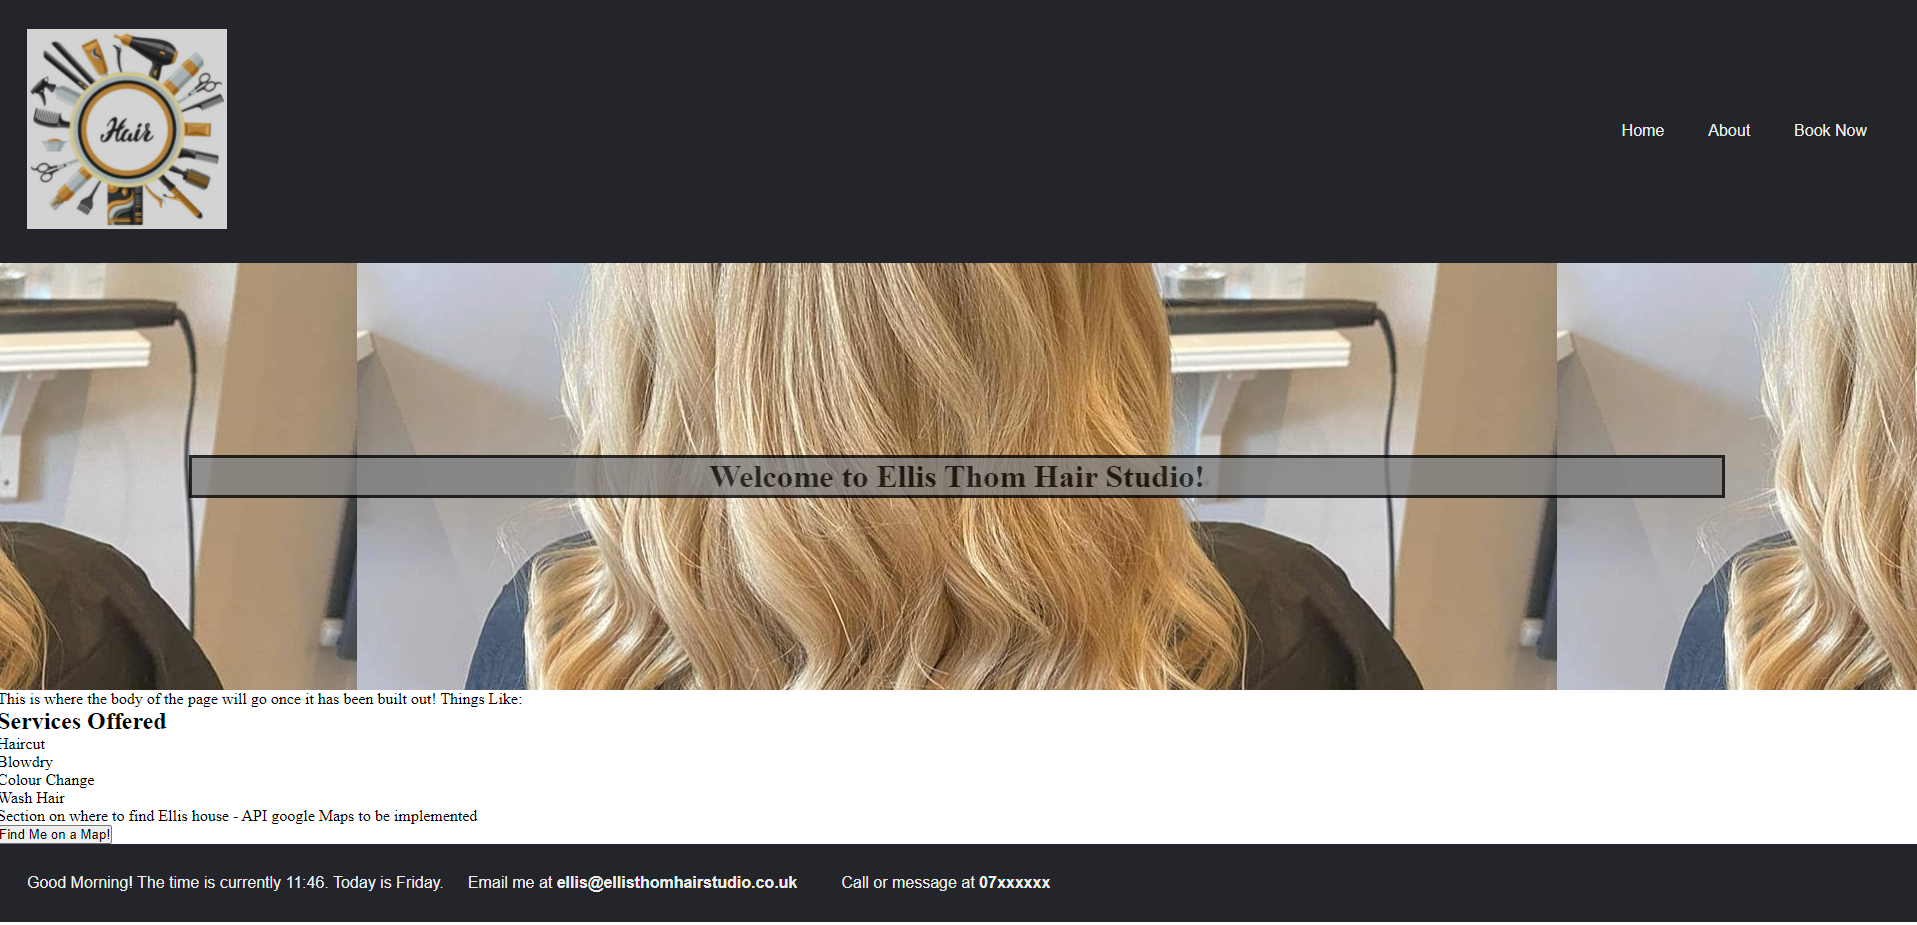 Hair
Home About Book Now
Welcome to Ellis Thom Hair Studio!
This is where the body of the page will go once it has been built out! Things Like:
Services Offered
Haircut
Blowdry
Colour Change
Wash Hair
Section on where to find Ellis house - API google Maps to be implemented
Find Me on a Map!
Good Morning! The time is currently 11:46. Today is Friday. Email me at ellis@ellisthomhairstudio.co.uk Call or message at 07xxxxxx